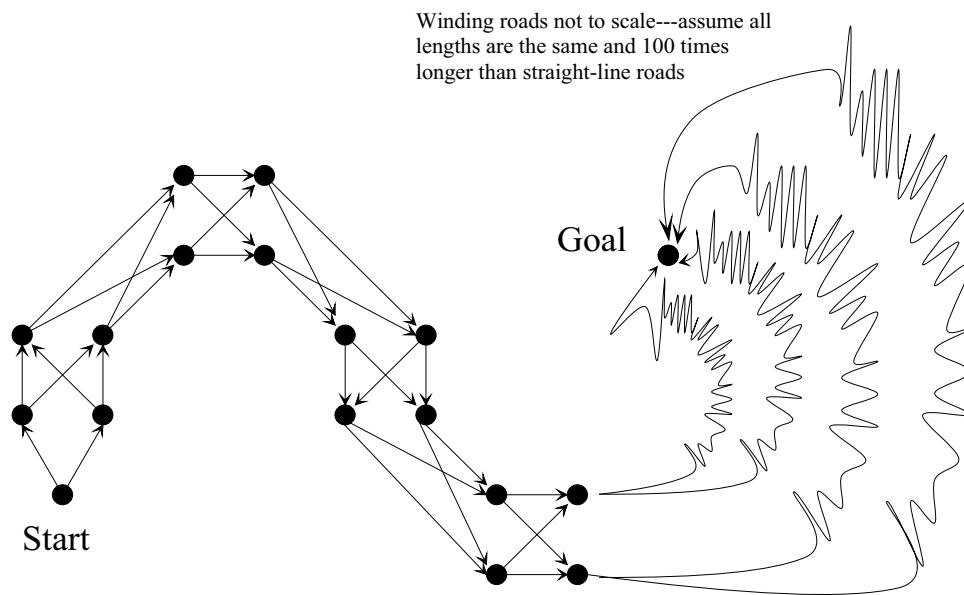 Winding roads not to scale---assume all
lengths are the same and 100 times
longer than straight-line roads
Goal
Start